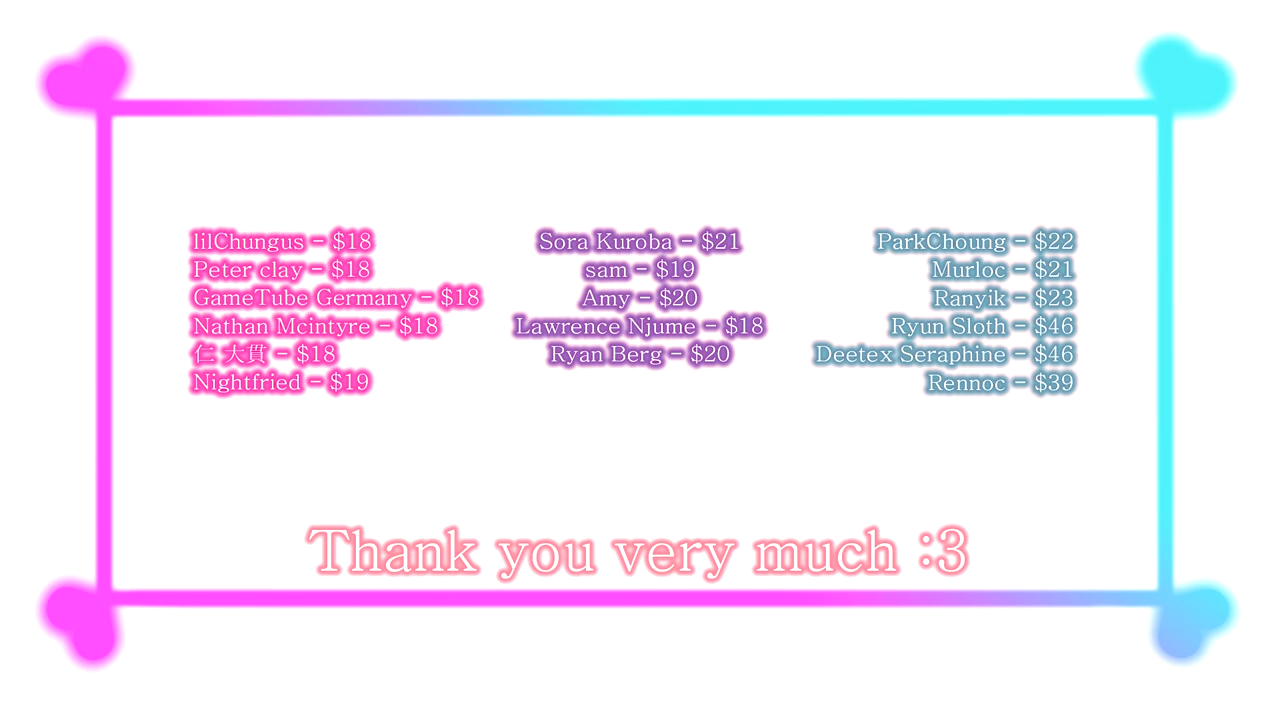 lilChungus - $18
Peter clay - $18
GameTube Germany - $18
Nathan Mcintyre - $18
仁 大貫 - $18
Nightfried - $19
Sora Kuroba - $21
sam - $19
Amy - $20
Lawrence Njume - $18
Ryan Berg - $20
ParkChoung - $22
Murloc - $21
Ranyik - $23
Ryun Sloth - $46
Deetex Seraphine - $46
Rennoc - $39
Thank you very much :3